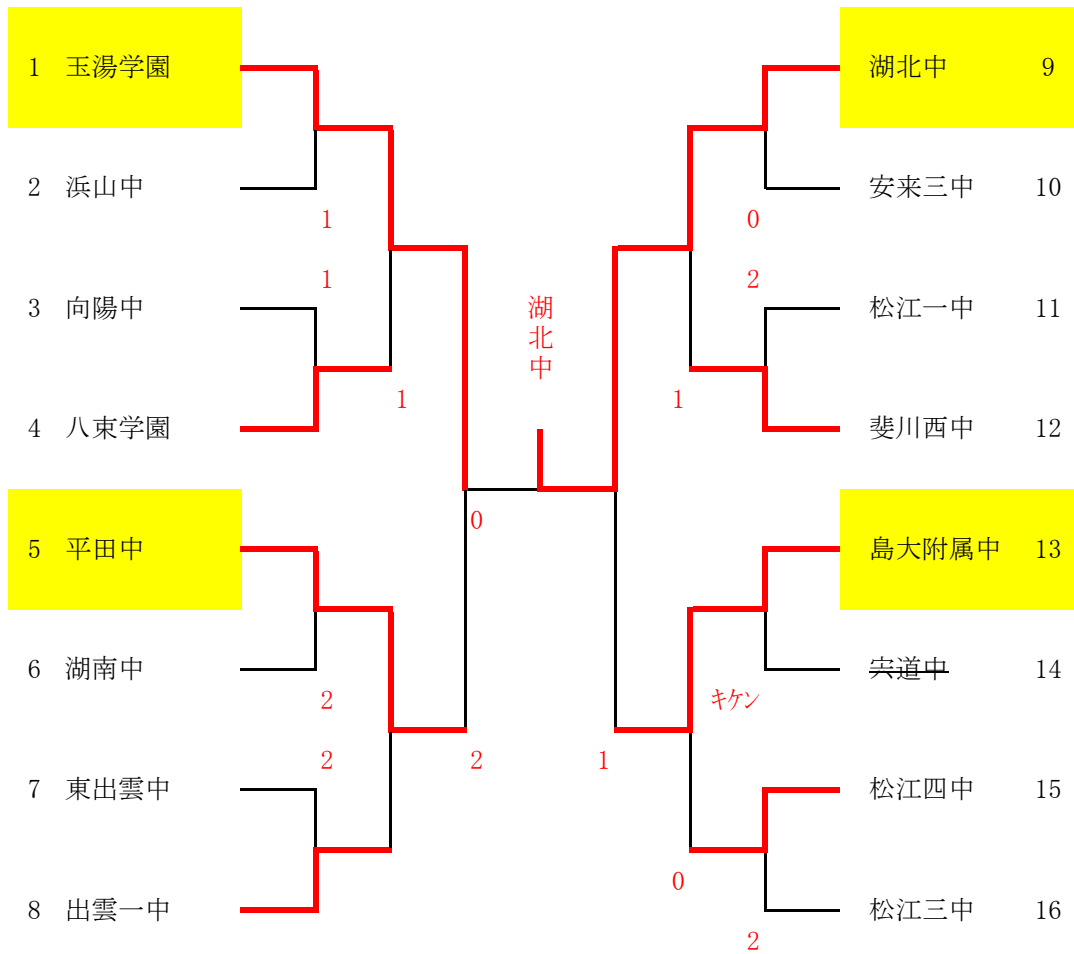 1 玉湯学園
2 浜山中
1
1
3 向陽中
1
4 八束学園
5 平田中
0
6 湖南中
2
2
2
7 東出雲中
8 出雲一中
湖北中
湖北中 9
安来三中 10
0
2
松江一中 11
1
斐川西中 12
島大附属中 13
宍道中 14
キケン
1
松江四中 15
0
松江三中 16
2